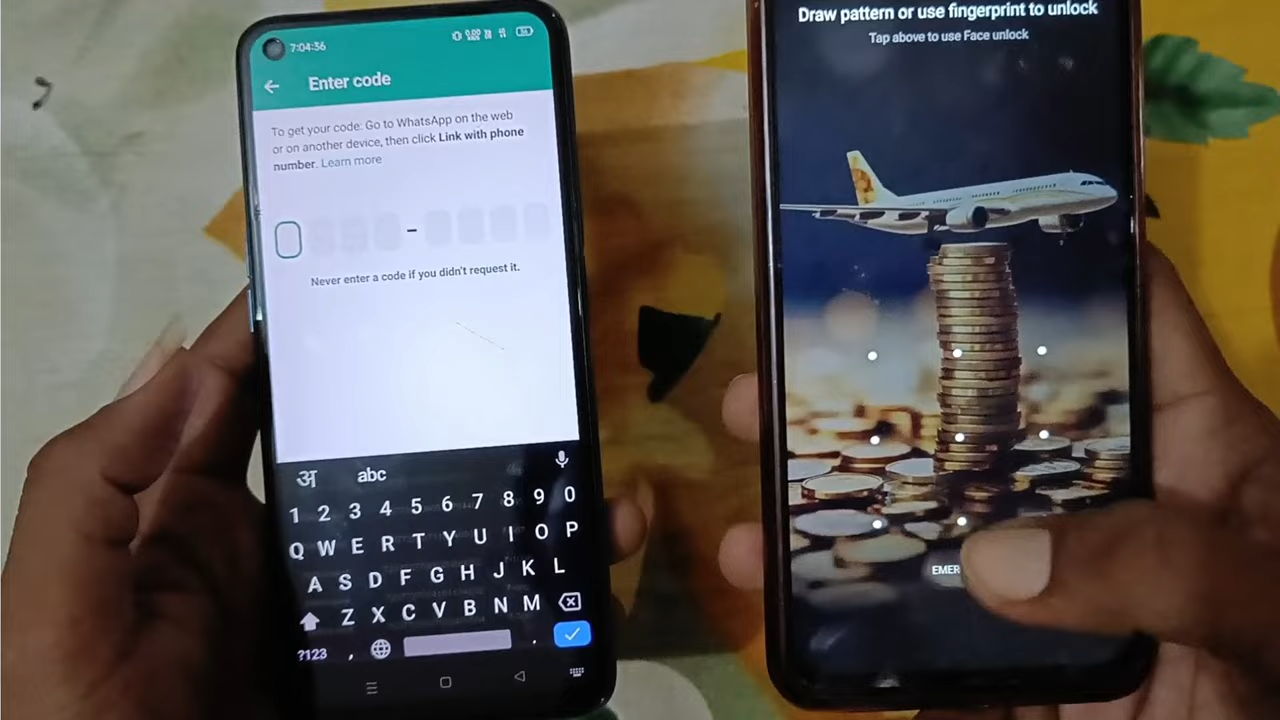 7:04:56
Enter code
To get your code: Go to WhatsApp on the web
or on another device, then click Link with phone
number. Learn more
–
Never enter a code if you didn't request it.
अ abc
1 2 3 4 5 6 7 8 9 0
Q W E R T Y U I O P
A S D F G H J K L
Z X C V B N M
?123 , .
Draw pattern or use fingerprint to unlock
Tap above to use Face unlock
EMER